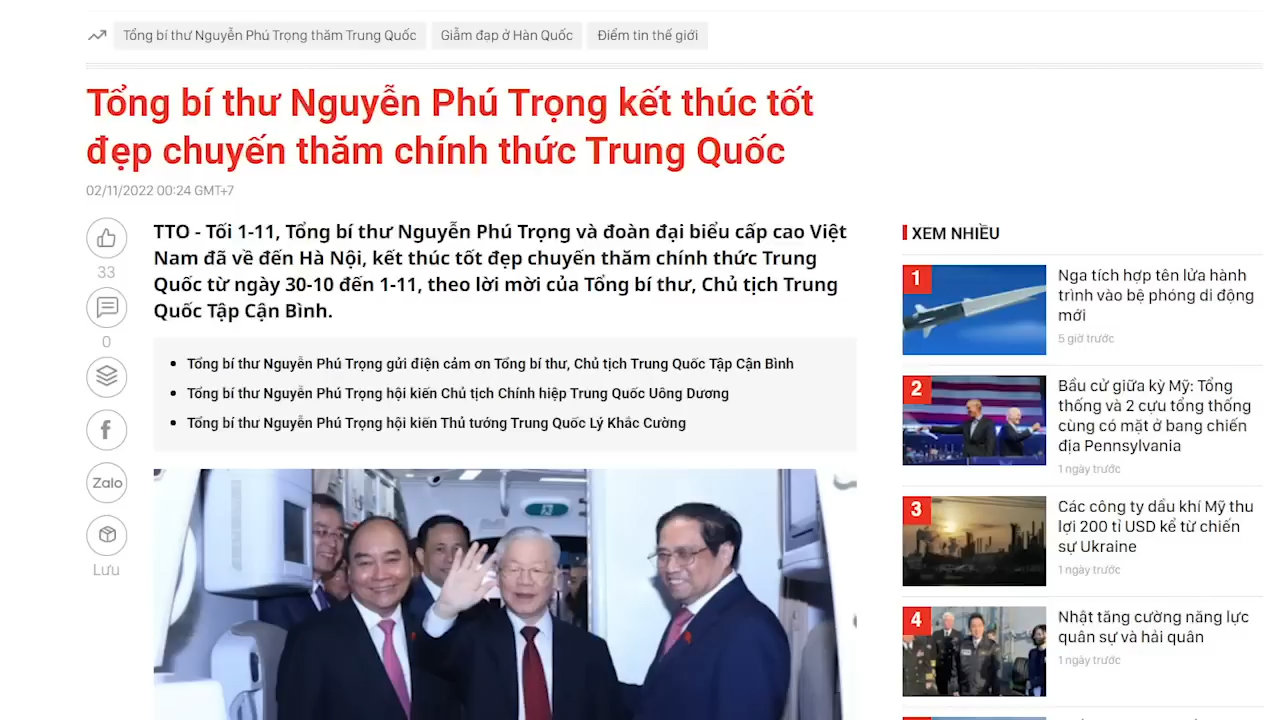 Tổng bí thư Nguyễn Phú Trọng thăm Trung Quốc
Giẫm đạp ở Hàn Quốc
Điểm tin thế giới
Tổng bí thư Nguyễn Phú Trọng kết thúc tốt
đẹp chuyến thăm chính thức Trung Quốc
02/11/2022 00:24 GMT+7
33
0
f
Zalo
Lưu
TTO - Tối 1-11, Tổng bí thư Nguyễn Phú Trọng và đoàn đại biểu cấp cao Việt
Nam đã về đến Hà Nội, kết thúc tốt đẹp chuyến thăm chính thức Trung
Quốc từ ngày 30-10 đến 1-11, theo lời mời của Tổng bí thư, Chủ tịch Trung
Quốc Tập Cận Bình.
Tổng bí thư Nguyễn Phú Trọng gửi điện cảm ơn Tổng bí thư, Chủ tịch Trung Quốc Tập Cận Bình
Tổng bí thư Nguyễn Phú Trọng hội kiến Chủ tịch Chính hiệp Trung Quốc Uông Dương
Tổng bí thư Nguyễn Phú Trọng hội kiến Thủ tướng Trung Quốc Lý Khắc Cường
XEM NHIỀU
1
Nga tích hợp tên lửa hành
trình vào bệ phóng di động
mới
5 giờ trước
2
Bầu cử giữa kỳ Mỹ: Tổng
thống và 2 cựu tổng thống
cùng có mặt ở bang chiến
địa Pennsylvania
1 ngày trước
3
Các công ty dầu khí Mỹ thu
lợi 200 tỉ USD kể từ chiến
sự Ukraine
1 ngày trước
4
Nhật tăng cường năng lực
quân sự và hải quân
1 ngày trước